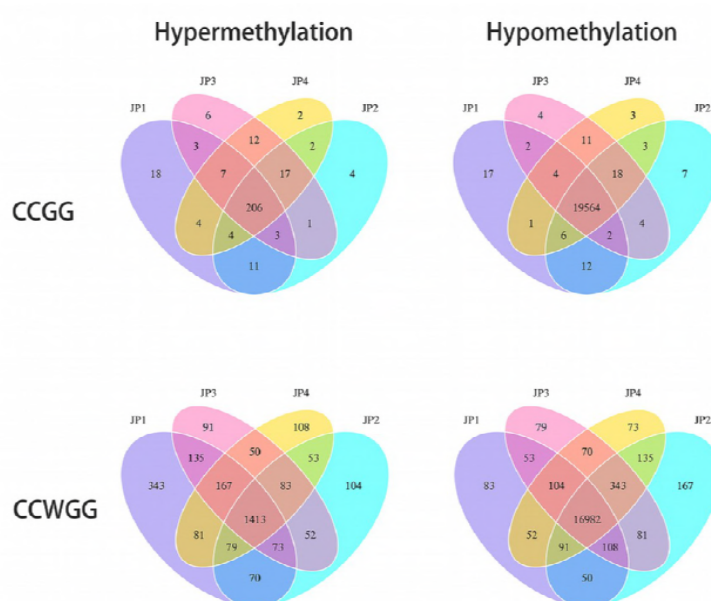 Hypermethylation Hypomethylation
JP3 JP4 JP3 JP4
JP1 JP2 JP1 JP2
6 2 4 3
3 12 2 2 11 3
18 7 17 4 17 4 18 7
CCGG 206 19564
4 4 3 1 1 6 2 4
11 12
JP3 JP4 JP3 JP4
JP1 JP2 JP1 JP2
91 108 79 73
135 50 53 53 70 135
343 167 83 104 83 104 343 167
CCWGG 1413 16982
81 79 73 52 52 91 108 81
70 50